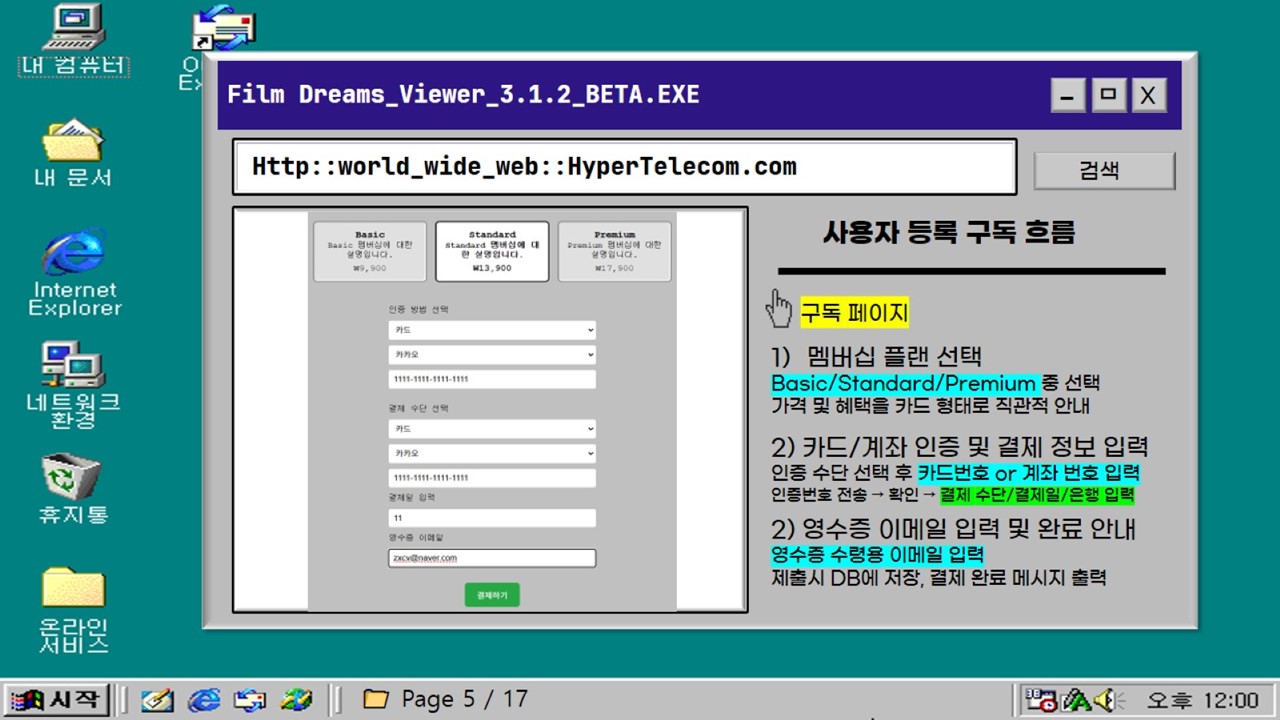 내 컴퓨터
O
Ex
내 문서
Internet
Explorer
네트워크
환경
휴지통
온라인
서비스
Film Dreams_Viewer_3.1.2_BETA.EXE
X
Http::world_wide_web::HyperTelecom.com
검색
Basic
Basic 멤버십에 대한
설명입니다.
₩9,900
Standard
Standard 멤버십에 대
한 설명입니다.
₩13,900
Premium
Premium 멤버십에 대한
설명입니다.
₩17,900
인증 방법 선택
카드
카카오
1111-1111-1111-1111
결제 수단 선택
카드
카카오
1111-1111-1111-1111
결제일 입력
11
영수증 이메일
zxcv@naver.com
결제하기
사용자 등록 구독 흐름
구독 페이지
1) 멤버십 플랜 선택
Basic/Standard/Premium 중 선택
가격 및 혜택을 카드 형태로 직관적 안내
2) 카드/계좌 인증 및 결제 정보 입력
인증 수단 선택 후 카드번호 or 계좌 번호 입력
인증번호 전송 → 확인 → 결제 수단/결제일/은행 입력
2) 영수증 이메일 입력 및 완료 안내
영수증 수령용 이메일 입력
제출시 DB에 저장, 결제 완료 메시지 출력
시작
Page 5 / 17
오후 12:00